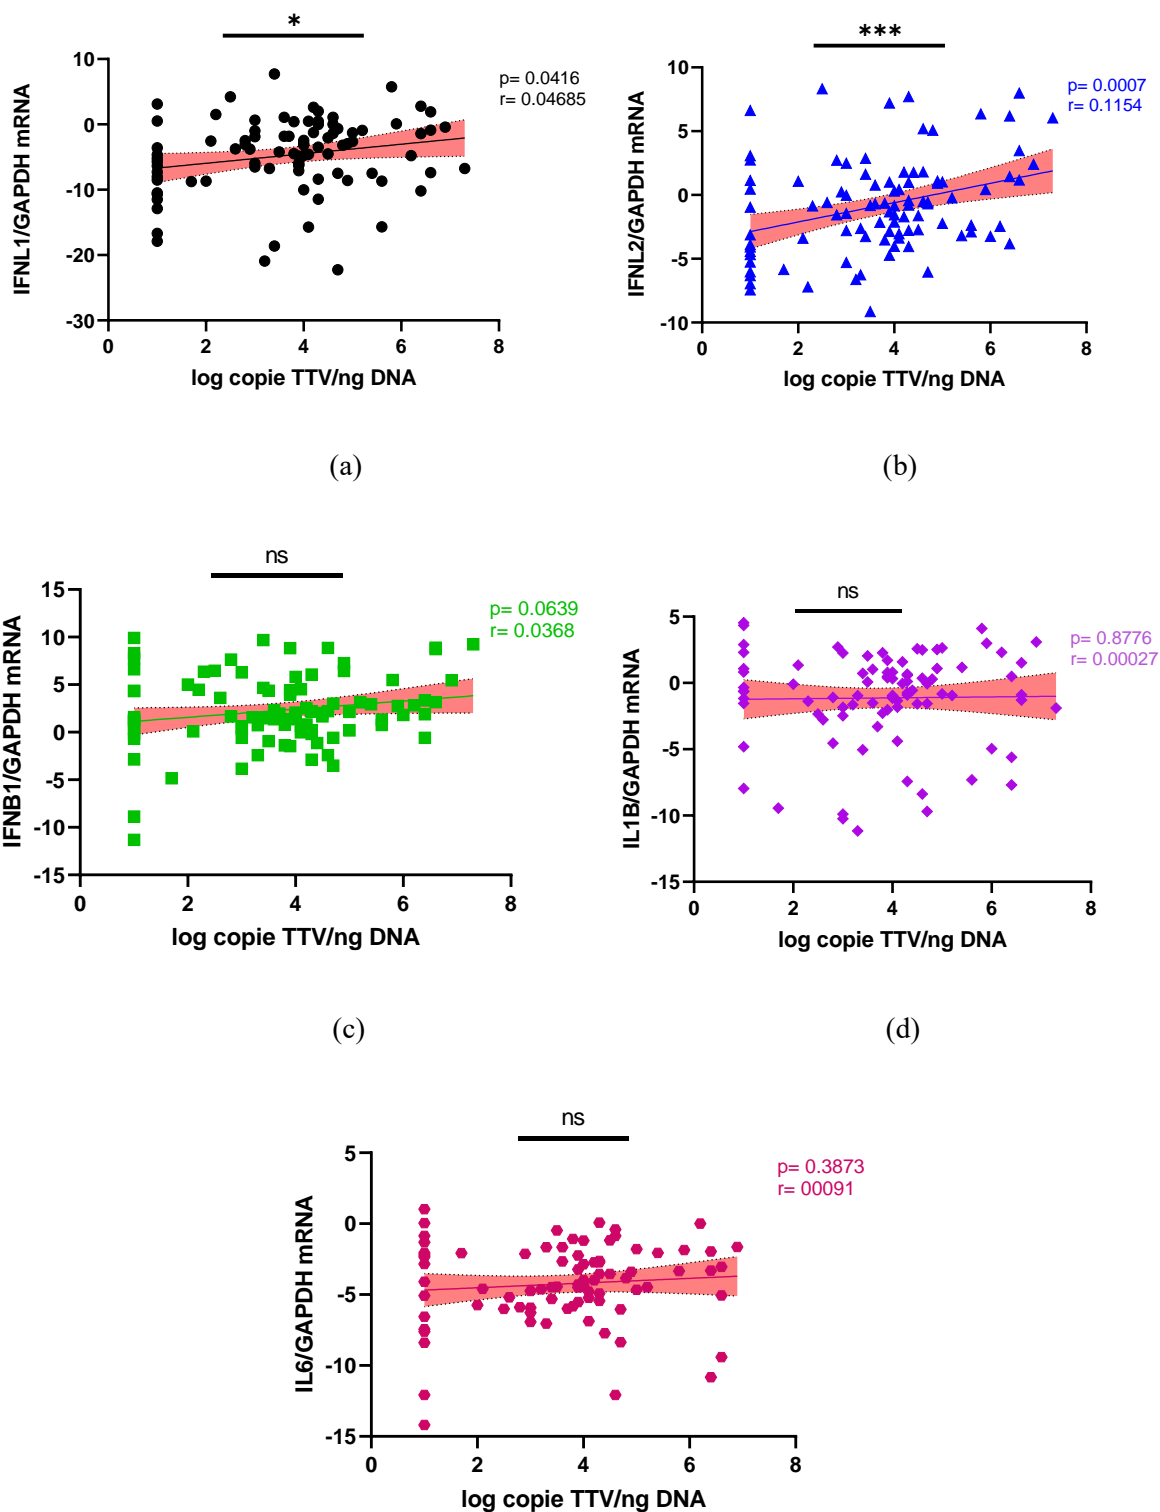 *
10
0
-10
-20
-30
0 2 4 6 8
IFNL1/GAPDH mRNA
log copie TTV/ng DNA
p= 0.0416
r= 0.04685
(a)
***
10
5
0
-5
-10
0 2 4 6 8
IFNL2/GAPDH mRNA
log copie TTV/ng DNA
p= 0.0007
r= 0.1154
(b)
ns
15
10
5
0
-5
-10
-15
0 2 4 6 8
IFNB1/GAPDH mRNA
log copie TTV/ng DNA
p= 0.0639
r= 0.0368
(c)
ns
5
0
-5
-10
-15
0 2 4 6 8
IL1B/GAPDH mRNA
log copie TTV/ng DNA
p= 0.8776
r= 0.00027
(d)
ns
5
0
-5
-10
-15
0 2 4 6 8
IL6/GAPDH mRNA
log copie TTV/ng DNA
p= 0.3873
r= 00091